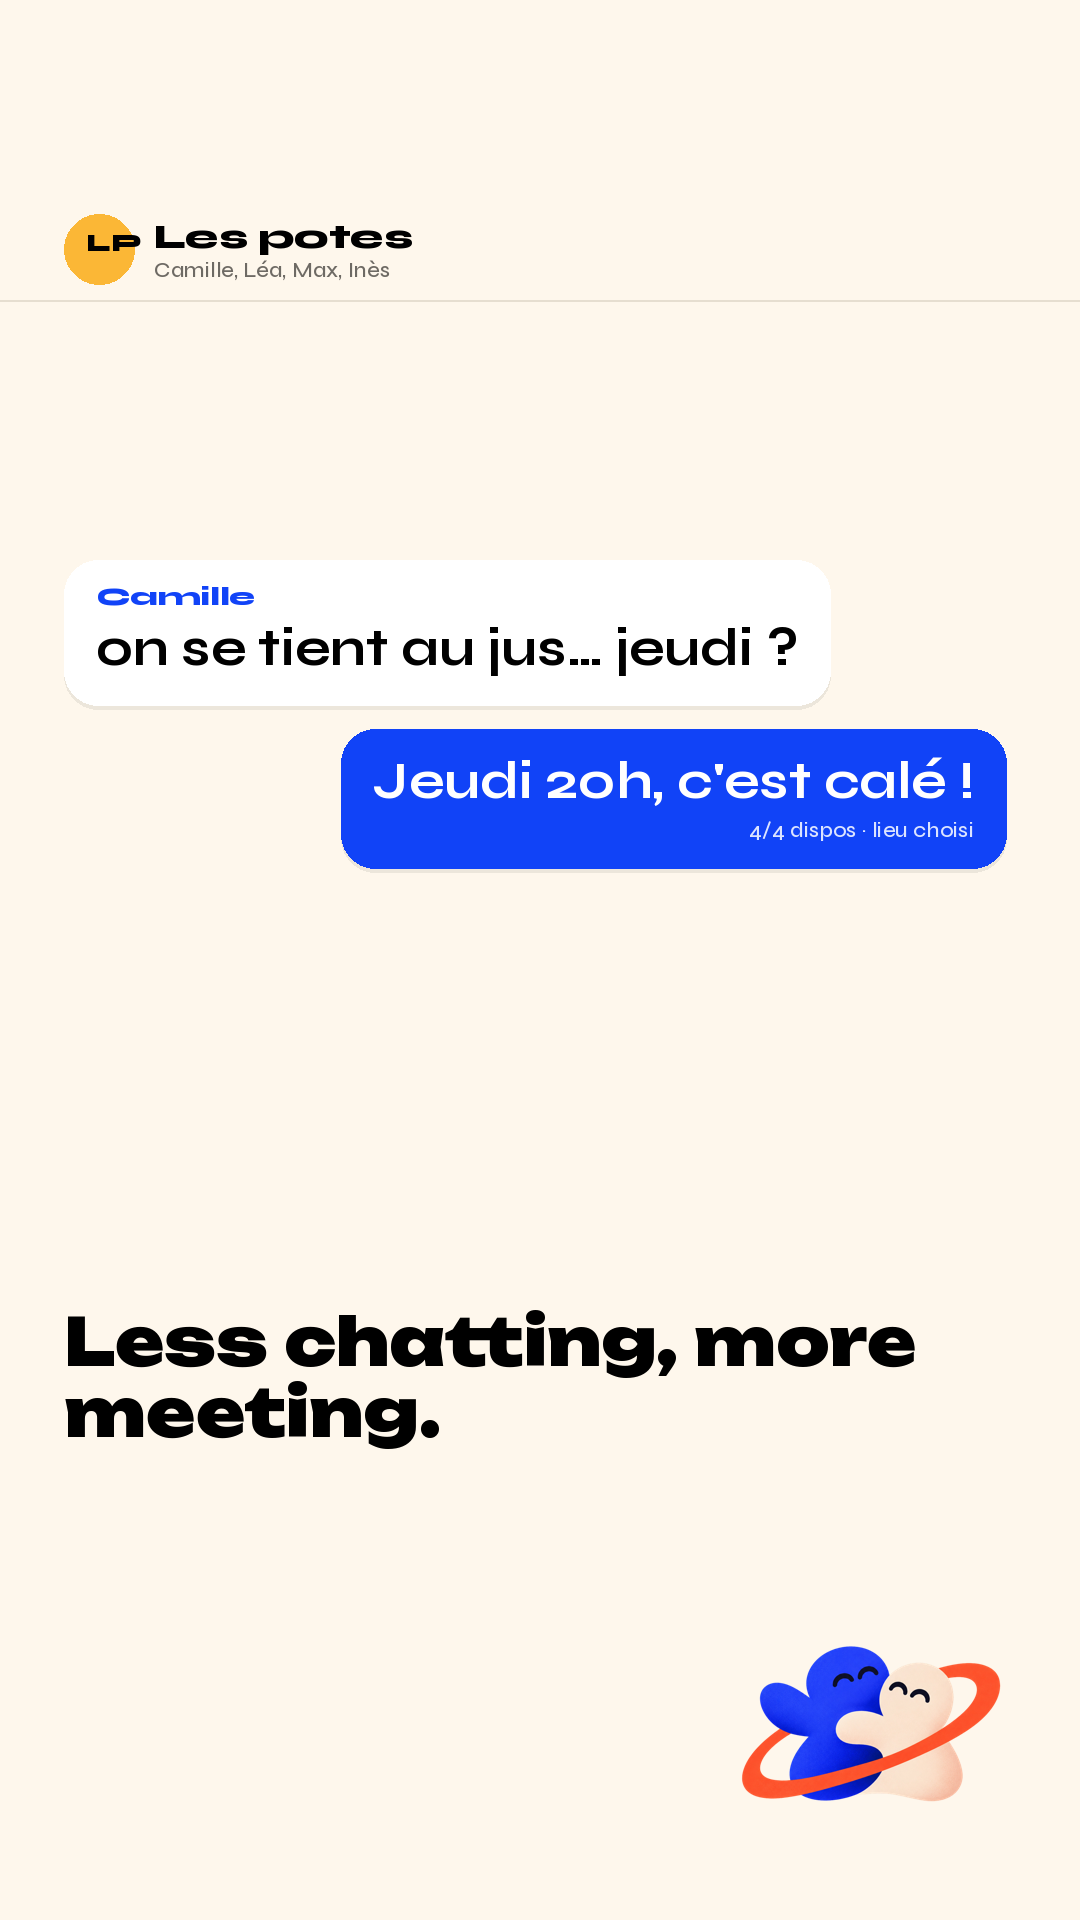 LP
Les potes
Camille, Léa, Max, Inès
Camille
on se tient au jus... jeudi ?
Jeudi 20h, c'est calé !
4/4 dispos · lieu choisi
Less chatting, more
meeting.